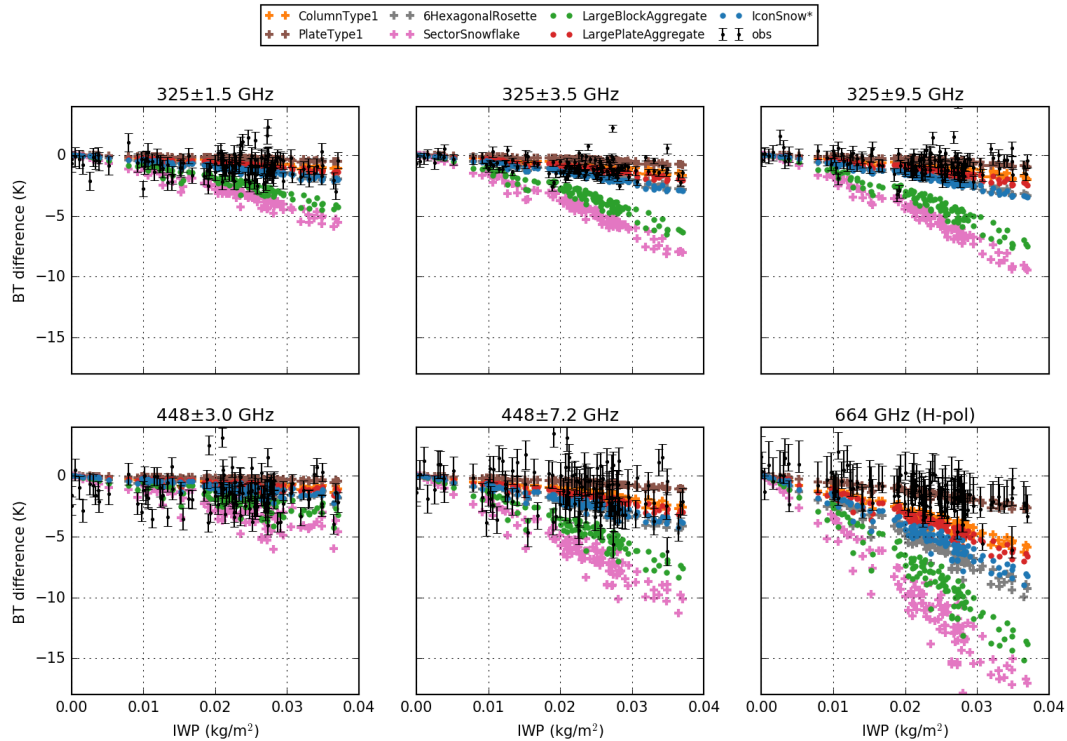 ColumnType1 6HexagonalRosette LargeBlockAggregate IconSnow*
PlateType1 SectorSnowflake LargePlateAggregate obs
325±1.5 GHz 325±3.5 GHz 325±9.5 GHz
0
−5
−10
−15
BT difference (K)
448±3.0 GHz 448±7.2 GHz 664 GHz (H-pol)
0
−5
−10
−15
BT difference (K)
0.00 0.01 0.02 0.03 0.04 0.00 0.01 0.02 0.03 0.04 0.00 0.01 0.02 0.03 0.04
IWP (kg/m²) IWP (kg/m²) IWP (kg/m²)